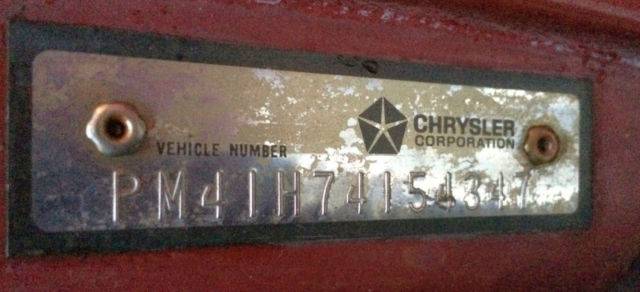 CHRYSLER
CORPORATION
VEHICLE NUMBER
PM41H74154347